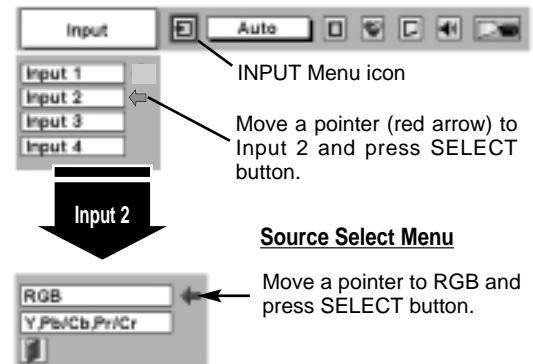 Input
Auto
INPUT Menu icon
Input 1
Input 2
Input 3
Input 4
Move a pointer (red arrow) to
Input 2 and press SELECT
button.
Input 2
Source Select Menu
Move a pointer to RGB and
press SELECT button.
RGB
Y,Pb/Cb,Pr/Cr